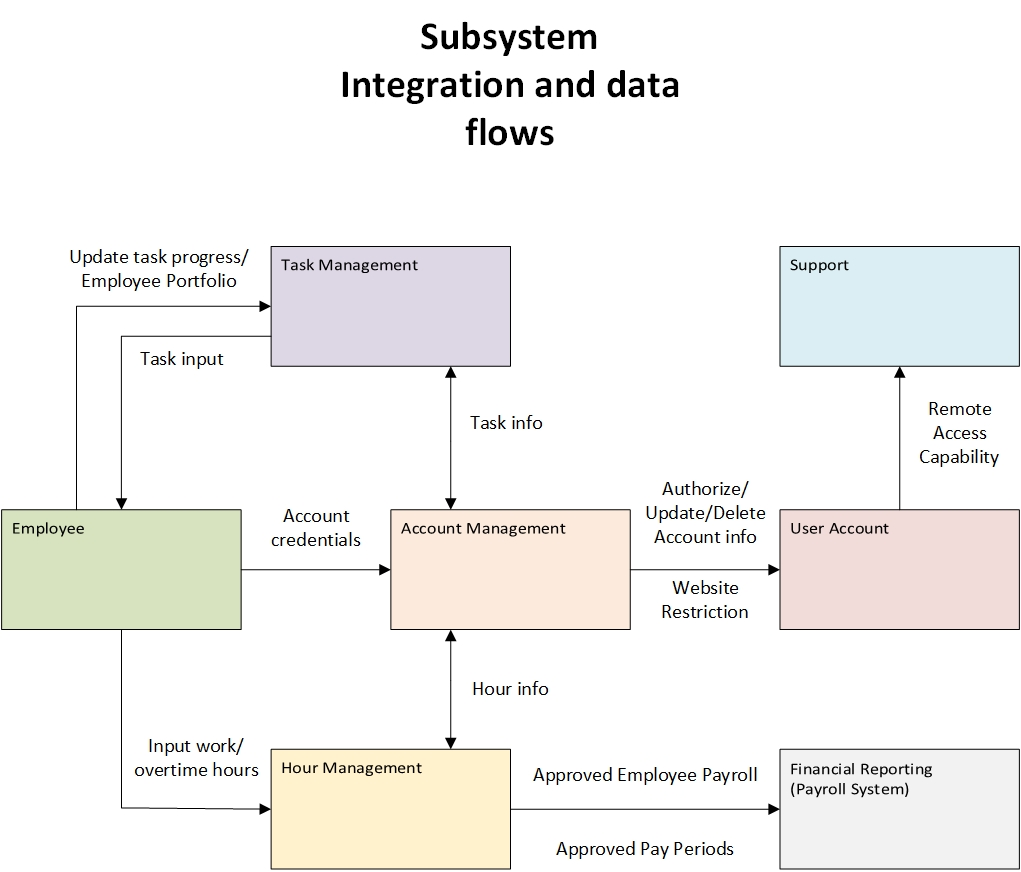 Subsystem
Integration and data
flows
Update task progress/
Employee Portfolio
Task Management
Support
Task input
Task info
Remote
Access
Capability
Employee
Account
credentials
Account Management
Authorize/
Update/Delete
Account info
Website
Restriction
User Account
Hour info
Input work/
overtime hours
Hour Management
Approved Employee Payroll
Approved Pay Periods
Financial Reporting
(Payroll System)